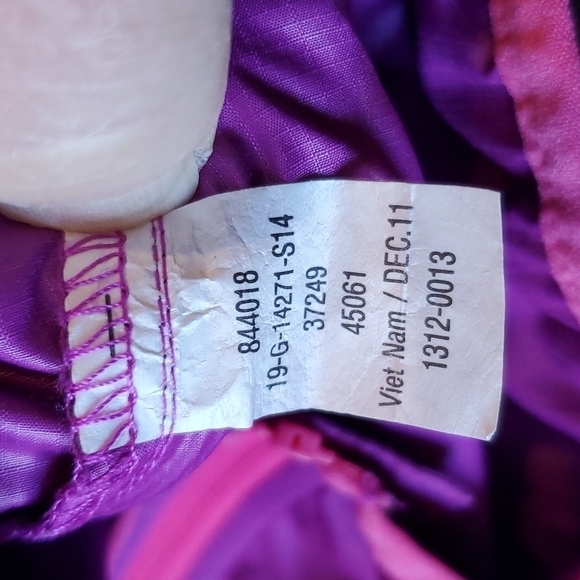 844018
19-G-14271-S14
37249
45061
Viet Nam / DEC.11
1312-0013